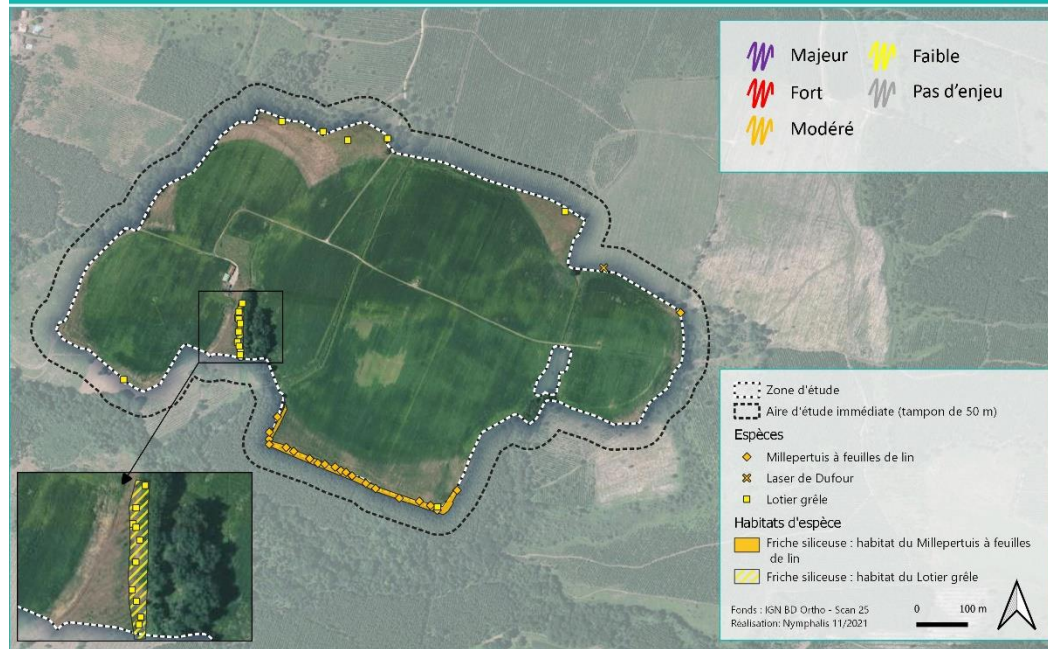 Majeur
Faible
Fort
Pas d'enjeu
Modéré
Zone d'étude
Aire d'étude immédiate (tampon de 50 m)
Espèces
Millepertuis à feuilles de lin
Laser de Dufour
Lotier grêle
Habitats d'espèce
Friche siliceuse : habitat du Millepertuis à feuilles
de lin
Friche siliceuse : habitat du Lotier grêle
Fonds : IGN BD Ortho - Scan 25
Réalisation: Nymphalis 11/2021
0 100 m